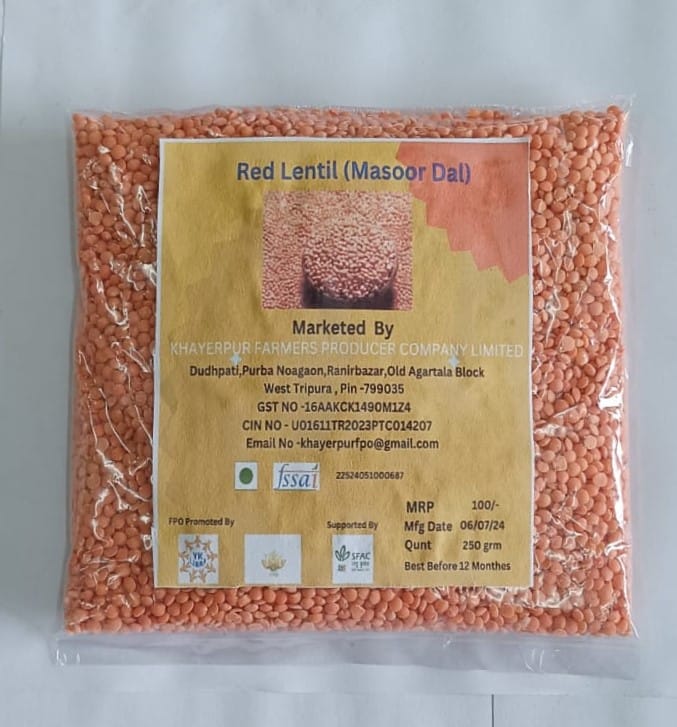 Red Lentil (Masoor Dal)
Marketed By
KHAYERPUR FARMERS PRODUCER COMPANY LIMITED
Dudhpati,Purba Noagaon,Ranirbazar,Old Agartala Block
West Tripura , Pin -799035
GST NO -16AAKCK1490M1Z4
CIN NO - U01611TR2023PTC014207
Email No -khayerpurfpo@gmail.com
fssai 22524051000687
MRP 100/-
Mfg Date 06/07/24
Qunt 250 grm
Best Before 12 Monthes
FPO Promoted By
Supported By
SFAC